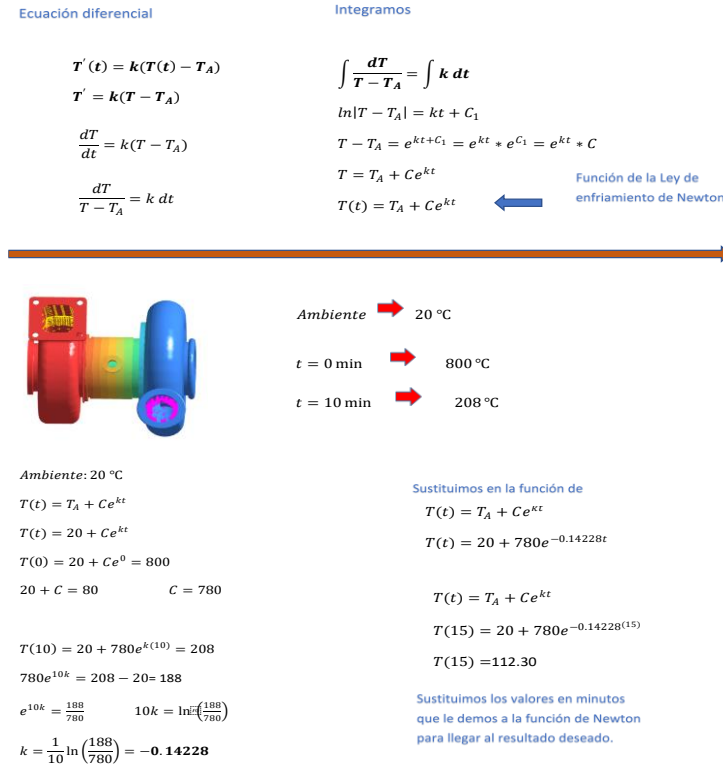 Ecuación diferencial
T′(t) = k(T(t) − T_A)
T′ = k(T − T_A)
dT/dt = k(T − T_A)
dT/(T − T_A) = k dt
Integramos
∫ dT/(T − T_A) = ∫ k dt
ln|T − T_A| = kt + C₁
T − T_A = e^(kt+C₁) = e^(kt) * e^(C₁) = e^(kt) * C
T = T_A + Ce^(kt)
T(t) = T_A + Ce^(kt)
Función de la Ley de
enfriamiento de Newton
Ambiente 20 °C
t = 0 min 800 °C
t = 10 min 208 °C
Ambiente: 20 °C
T(t) = T_A + Ce^(kt)
T(t) = 20 + Ce^(kt)
T(0) = 20 + Ce^0 = 800
20 + C = 80 C = 780
T(10) = 20 + 780e^(k(10)) = 208
780e^(10k) = 208 − 20= 188
e^(10k) = 188/780 10k = ln(188/780)
k = 1/10 ln(188/780) = −0.14228
Sustituimos en la función de
T(t) = T_A + Ce^(κt)
T(t) = 20 + 780e^(−0.14228t)
T(t) = T_A + Ce^(kt)
T(15) = 20 + 780e^(−0.14228(15))
T(15) =112.30
Sustituimos los valores en minutos
que le demos a la función de Newton
para llegar al resultado deseado.